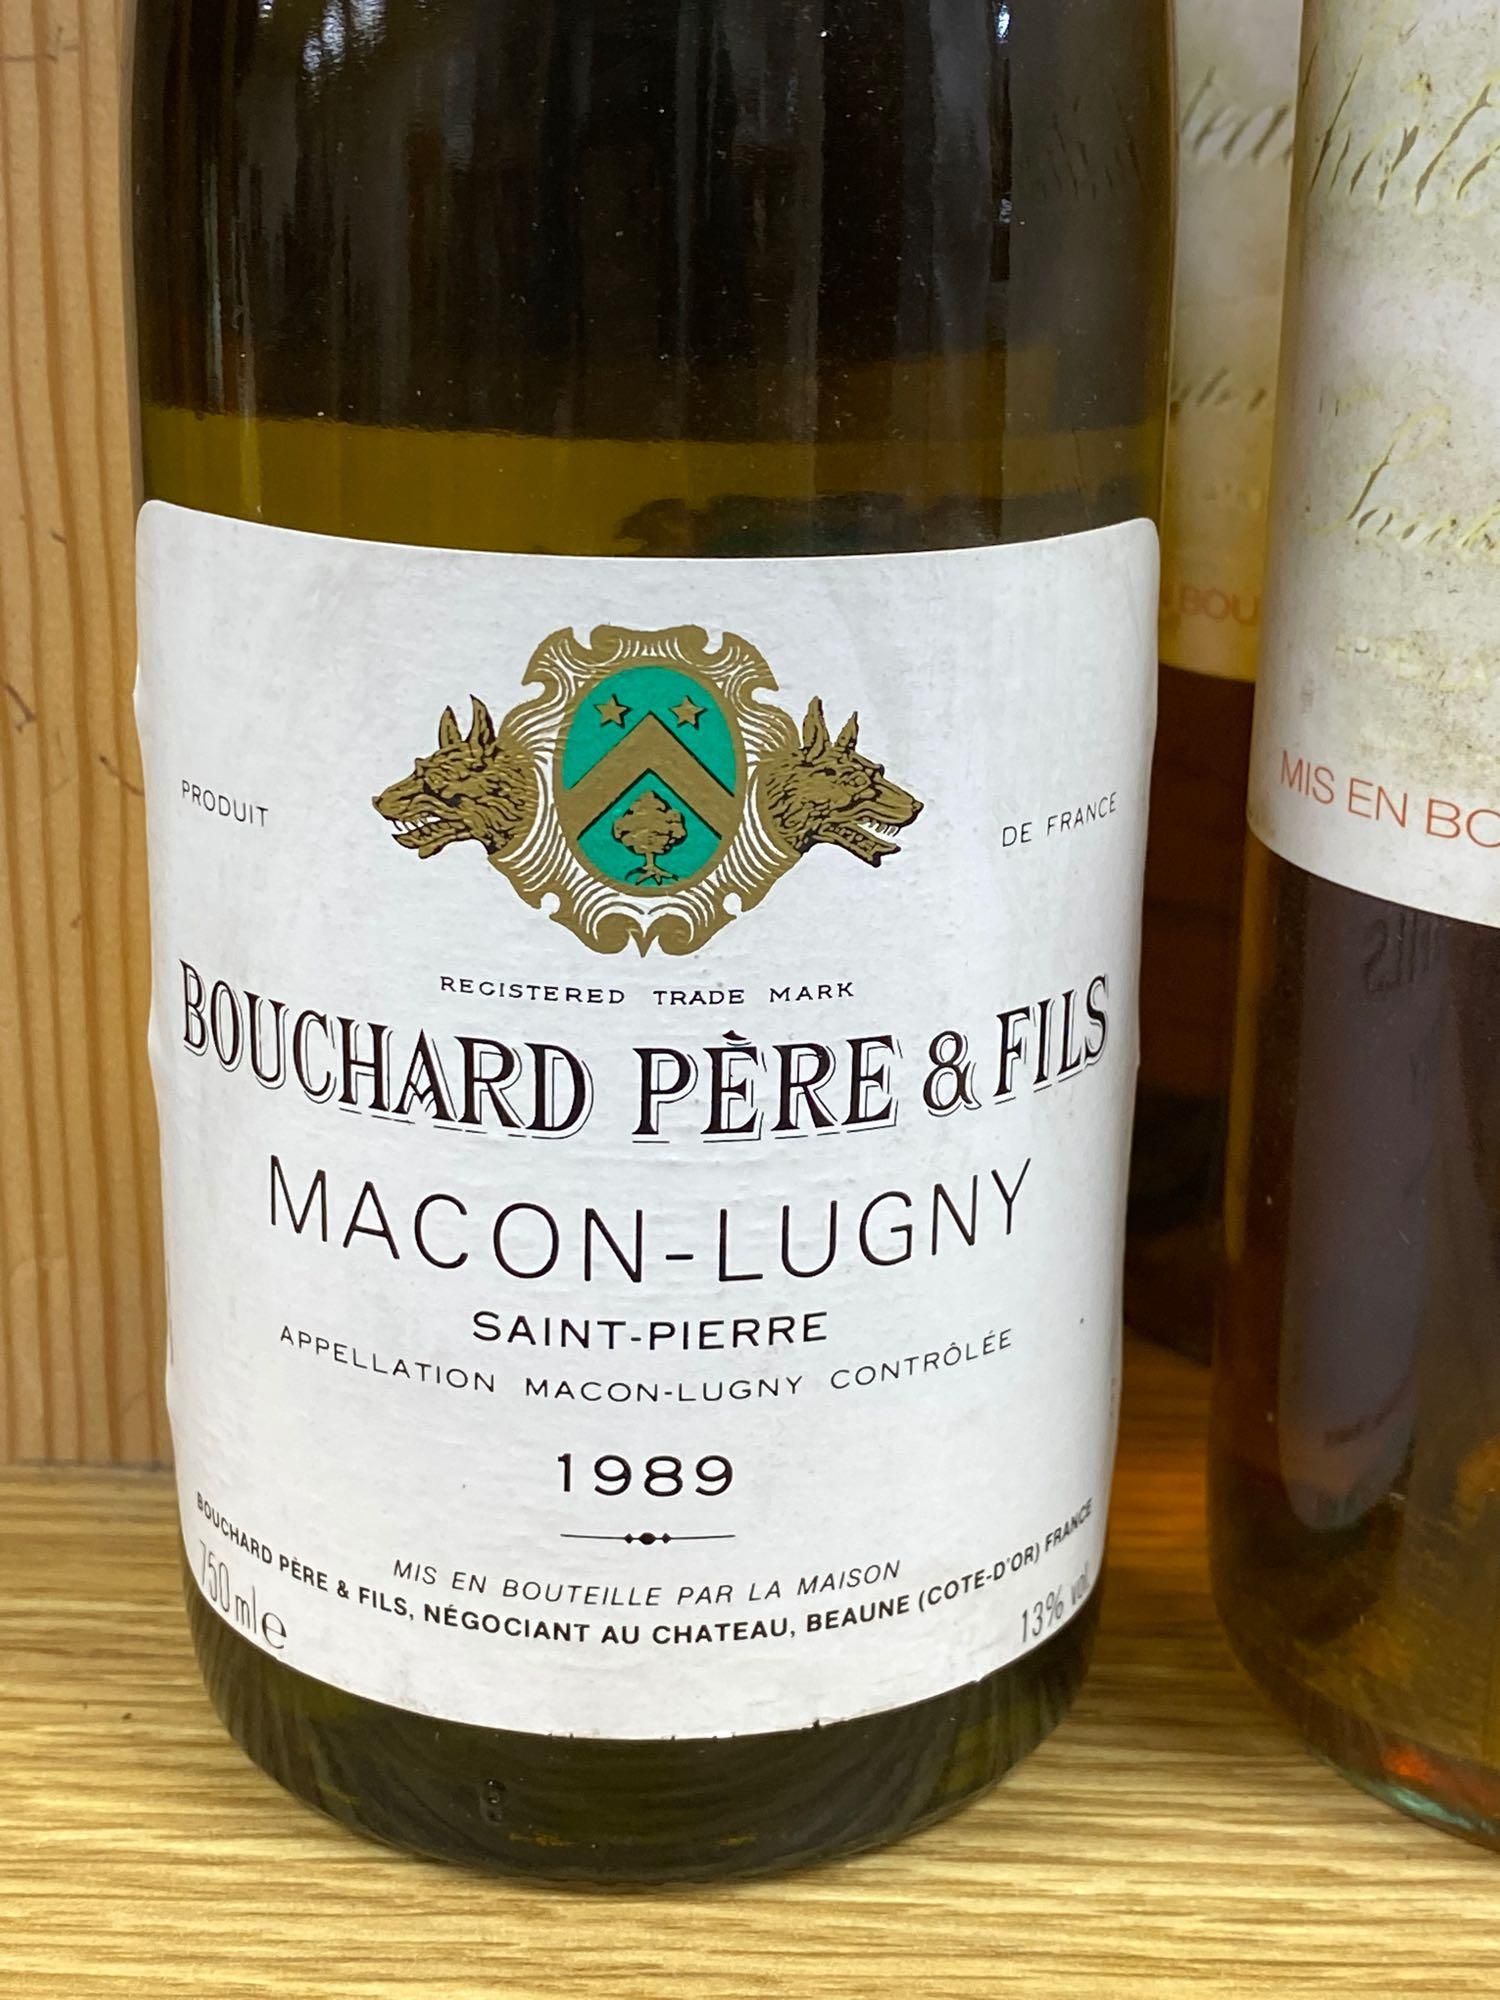 PRODUIT DE FRANCE
REGISTERED TRADE MARK
BOUCHARD PÈRE & FILS
MACON-LUGNY
SAINT-PIERRE
APPELLATION MACON-LUGNY CONTRÔLÉE
1989
MIS EN BOUTEILLE PAR LA MAISON
BOUCHARD PÈRE & FILS, NÉGOCIANT AU CHATEAU, BEAUNE (COTE-D'OR) FRANCE
750 ml e
13% vol.
MIS EN BO